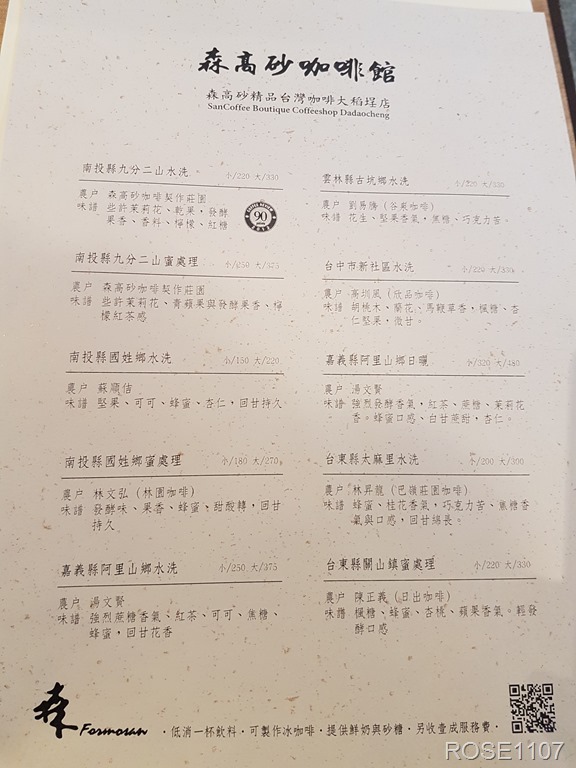 森高砂咖啡館
森高砂精品台灣咖啡大稻埕店
SanCoffee Boutique Coffeeshop Dadaocheng
南投縣九分二山水洗 小/220 大/330
農户 森高砂咖啡契作莊園
味譜 些許茉莉花、乾果，發酵
果香、香料、檸檬、紅糖
90
南投縣九分二山蜜處理 小/250 大/375
農户 森高砂咖啡契作莊園
味譜 些許茉莉花、青蘋果與發酵果香、檸
檬紅茶感
南投縣國姓鄉水洗 小/150 大/220
農户 蘇順佶
味譜 堅果、可可、蜂蜜、杏仁，回甘持久
南投縣國姓鄉蜜處理 小/180 大/270
農户 林文弘（林園咖啡）
味譜 發酵味、果香、蜂蜜、甜酸轉，回甘
持久
嘉義縣阿里山鄉水洗 小/250 大/375
農户 湯文賢
味譜 強烈蔗糖香氣、紅茶、可可、焦糖、
蜂蜜，回甘花香
雲林縣古坑鄉水洗 小/220 大/330
農户 劉易騰（谷泉咖啡）
味譜 花生、堅果香氣，焦糖、巧克力苦。
台中市新社區水洗 小/220 大/330
農户 高圳風（欣品咖啡）
味譜 胡桃木、蘭花、馬鞭草香，楓糖、杏
仁堅果，微甘。
嘉義縣阿里山鄉日曬 小/320 大/480
農户 湯文賢
味譜 強烈發酵香氣，紅茶、蔗糖、茉莉花
香。蜂蜜口感、白甘蔗甜，杏仁。
台東縣太麻里水洗 小/200 大/300
農户 林昇龍（巴嶺莊園咖啡）
味譜 蜂蜜、桂花香氣，巧克力苦、焦糖香
氣與口感，回甘綿長。
台東縣關山鎮蜜處理 小/220 大/330
農户 陳正義（日出咖啡）
味譜 楓糖、蜂蜜、杏桃、蘋果香氣。輕發
酵口感
森 Formosan
·低消一杯飲料·可製作冰咖啡·提供鮮奶與砂糖·另收壹成服務費·
ROSE1107